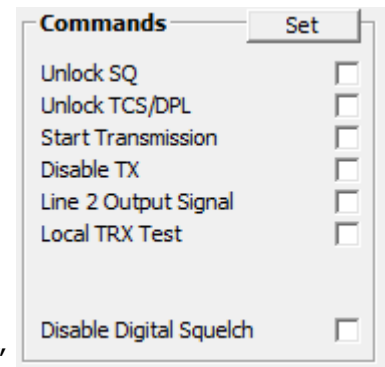 Commands Set
Unlock SQ
Unlock TCS/DPL
Start Transmission
Disable TX
Line 2 Output Signal
Local TRX Test
Disable Digital Squelch
,